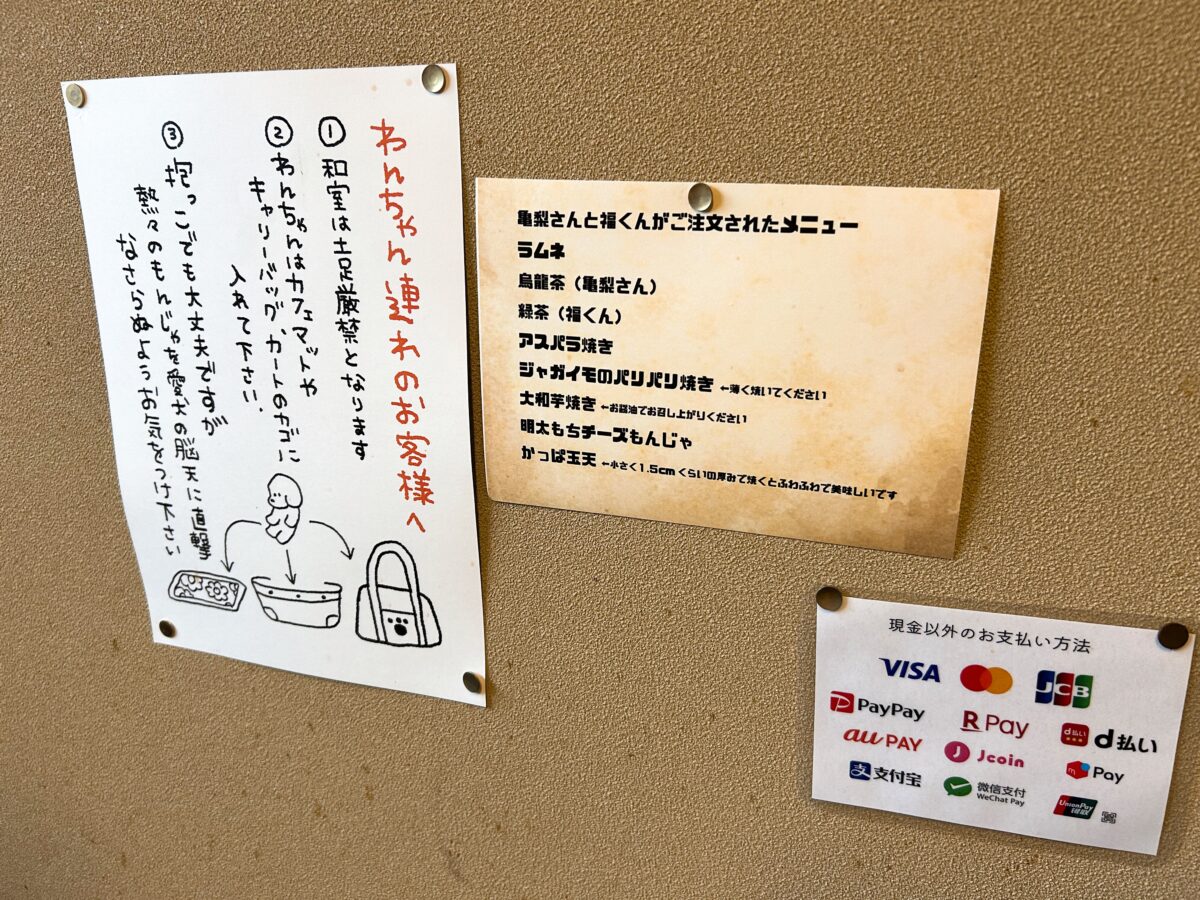 わんちゃん連れのお客様へ
① 和室は土足厳禁となります
② わんちゃんはカフェマットや
キャリーバッグ、カートのカゴに
入れて下さい.
③ 抱っこでも大丈夫ですが
熱々のもんじゃを愛犬の脳天に直撃
なさらぬようお気をつけ下さい
亀梨さんと福くんがご注文されたメニュー
ラムネ
烏龍茶（亀梨さん）
緑茶（福くん）
アスパラ焼き
ジャガイモのパリパリ焼き ←薄く焼いてください
大和芋焼き ←お醤油でお召し上がりください
明太もちチーズもんじゃ
かっぱ玉天 ←小さく1.5cmくらいの厚みで焼くとふわふわで美味しいです
現金以外のお支払い方法
VISA JCB
PayPay R Pay d払い d払い
au PAY J Jcoin Pay
支 支付宝 微信支付 WeChat Pay UnionPay 银联